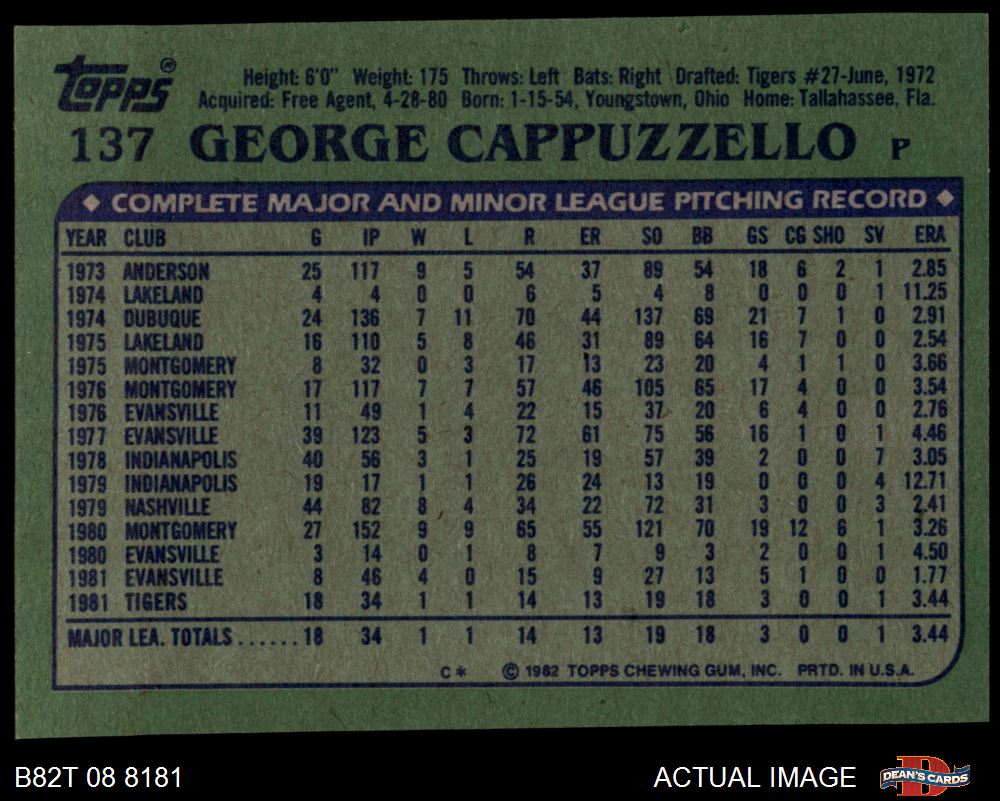 Topps®
Height: 6'0" Weight: 175 Throws: Left Bats: Right Drafted: Tigers #27-June, 1972
Acquired: Free Agent, 4-28-80 Born: 1-15-54, Youngstown, Ohio Home: Tallahassee, Fla.
137 GEORGE CAPPUZZELLO P
◆ COMPLETE MAJOR AND MINOR LEAGUE PITCHING RECORD ◆
YEAR CLUB G IP W L R ER SO BB GS CG SHO SV ERA
1973 ANDERSON 25 117 9 5 54 37 89 54 18 6 2 1 2.85
1974 LAKELAND 4 4 0 0 6 5 4 8 0 0 0 1 11.25
1974 DUBUQUE 24 136 7 11 70 44 137 69 21 7 1 0 2.91
1975 LAKELAND 16 110 5 8 46 31 89 64 16 7 0 0 2.54
1975 MONTGOMERY 8 32 0 3 17 13 23 20 4 1 1 0 3.66
1976 MONTGOMERY 17 117 7 7 57 46 105 65 17 4 0 0 3.54
1976 EVANSVILLE 11 49 1 4 22 15 37 20 6 4 0 0 2.76
1977 EVANSVILLE 39 123 5 3 72 61 75 56 16 1 0 1 4.46
1978 INDIANAPOLIS 40 56 3 1 25 19 57 39 2 0 0 7 3.05
1979 INDIANAPOLIS 19 17 1 1 26 24 13 19 0 0 0 4 12.71
1979 NASHVILLE 44 82 8 4 34 22 72 31 3 0 0 3 2.41
1980 MONTGOMERY 27 152 9 9 65 55 121 70 19 12 6 1 3.26
1980 EVANSVILLE 3 14 0 1 8 7 9 3 2 0 0 1 4.50
1981 EVANSVILLE 8 46 4 0 15 9 27 13 5 1 0 0 1.77
1981 TIGERS 18 34 1 1 14 13 19 18 3 0 0 1 3.44
MAJOR LEA. TOTALS ...... 18 34 1 1 14 13 19 18 3 0 0 1 3.44
C* © 1982 TOPPS CHEWING GUM, INC. PRTD. IN U.S.A.
B82T 08 8181 ACTUAL IMAGE DEAN'S CARDS